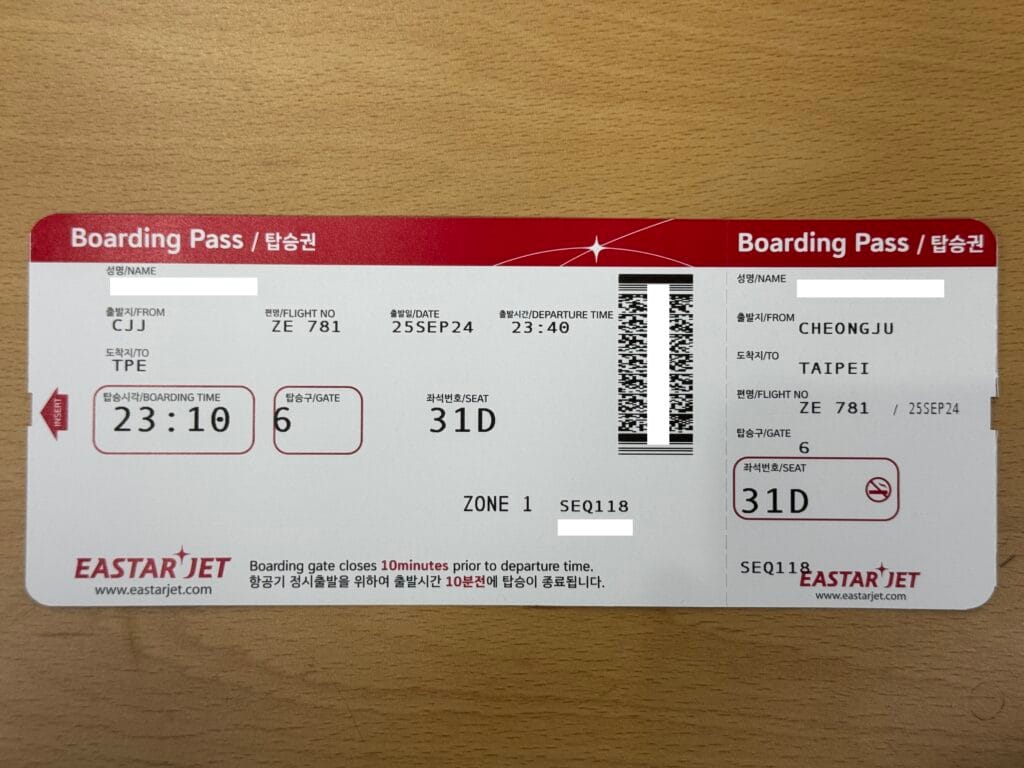 Boarding Pass / 탑승권
성명/NAME
출발지/FROM 편명/FLIGHT NO 출발일/DATE 출발시간/DEPARTURE TIME
CJJ ZE 781 25SEP24 23:40
도착지/TO
TPE
탑승시각/BOARDING TIME 탑승구/GATE 좌석번호/SEAT
23:10 6 31D
INSERT
ZONE 1 SEQ118
EASTAR JET
www.eastarjet.com
Boarding gate closes 10minutes prior to departure time.
항공기 정시출발을 위하여 출발시간 10분전에 탑승이 종료됩니다.
Boarding Pass / 탑승권
성명/NAME
출발지/FROM CHEONGJU
도착지/TO TAIPEI
편명/FLIGHT NO
ZE 781 / 25SEP24
탑승구/GATE
6
좌석번호/SEAT
31D
SEQ118
EASTAR JET
www.eastarjet.com